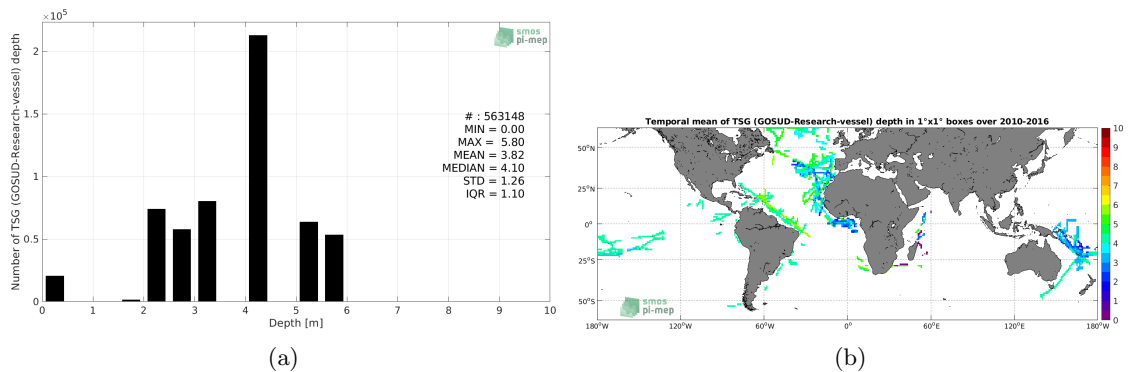 ×10⁵
smos
pi-mep
2
1.5
1
0.5
0
Number of TSG (GOSUD-Research-vessel) depth
# : 563148
MIN = 0.00
MAX = 5.80
MEAN = 3.82
MEDIAN = 4.10
STD = 1.26
IQR = 1.10
0 1 2 3 4 5 6 7 8 9 10
Depth [m]
(a)
Temporal mean of TSG (GOSUD-Research-vessel) depth in 1°x1° boxes over 2010-2016
50°N
25°N
0°
25°S
50°S
smos
pi-mep
180°W 120°W 60°W 0° 60°E 120°E 180°W
10
9
8
7
6
5
4
3
2
1
0
(b)